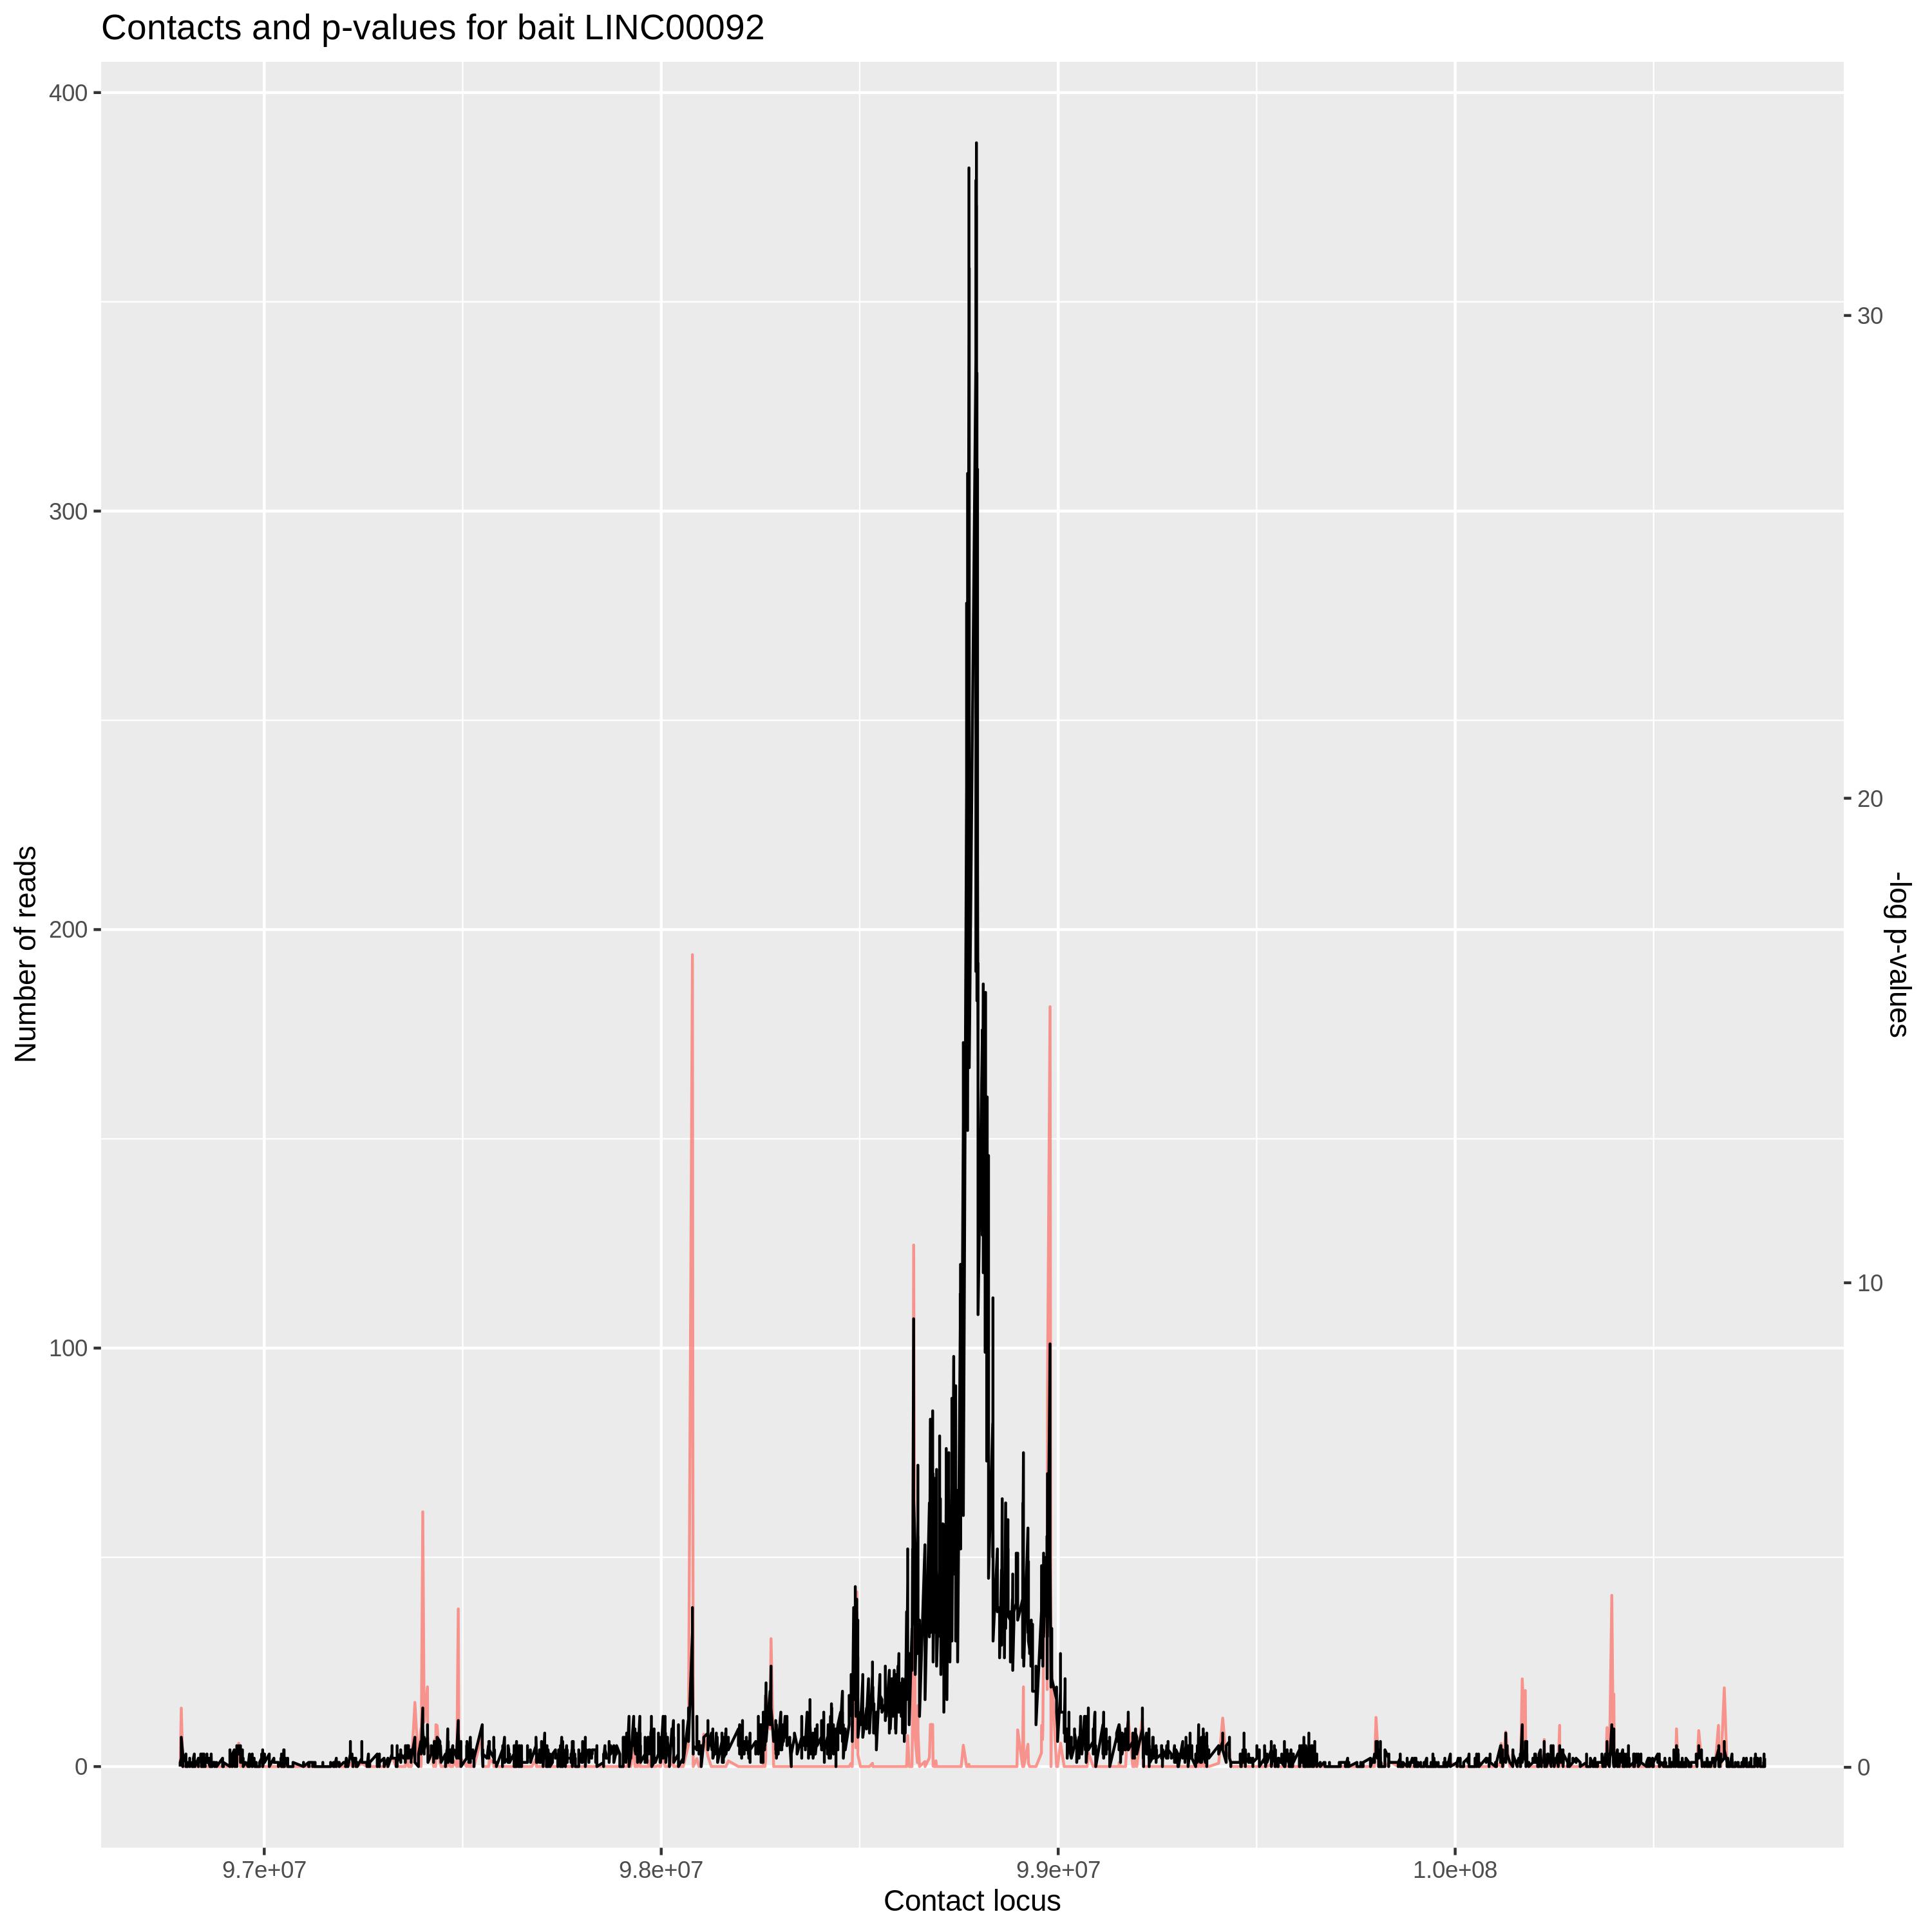 Contacts and p-values for bait LINC00092
400
300
200
100
0
Number of reads
30
20
10
0
-log p-values
9.7e+07
9.8e+07
9.9e+07
1.0e+08
Contact locus